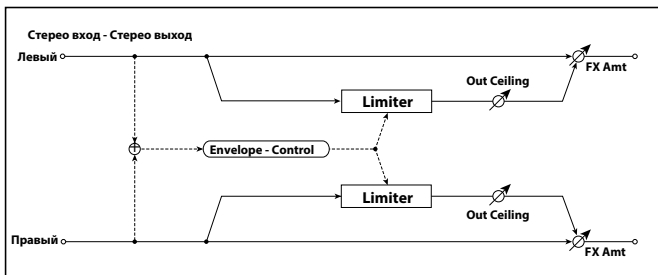 Стерео вход - Стерео выход
Левый
FX Amt
Out Ceiling
Limiter
Envelope - Control
Limiter
Out Ceiling
Правый
FX Amt